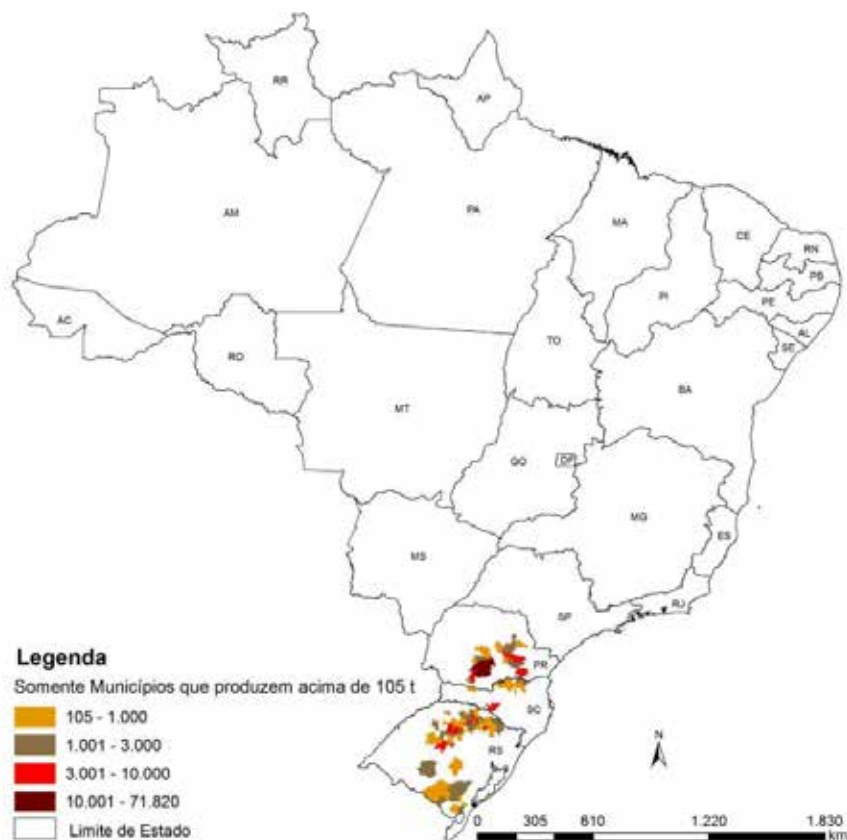 RR
AP
AM
PA
MA
CE
RN
PB
PE
AL
SE
PI
AC
RO
TO
BA
MT
GO
DF
MG
ES
MS
SP
RJ
PR
SC
RS
Legenda
Somente Municípios que produzem acima de 105 t
105 - 1.000
1.001 - 3.000
3.001 - 10.000
10.001 - 71.820
Limite de Estado
N
0 305 610 1.220 1.830
km